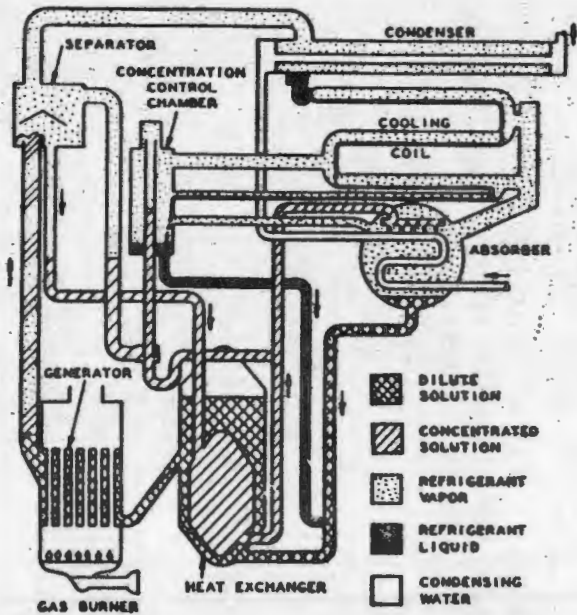 SEPARATOR
CONDENSER
CONCENTRATION
CONTROL
CHAMBER
COOLING
COIL
ABSORBER
GENERATOR
DILUTE
SOLUTION
CONCENTRATED
SOLUTION
REFRIGERANT
VAPOR
REFRIGERANT
LIQUID
CONDENSING
WATER
HEAT EXCHANGER
GAS BURNER